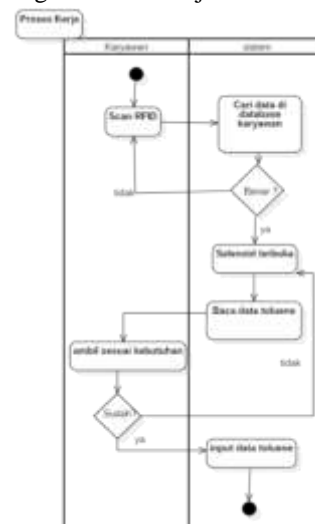 Proses Kerja
Karyawan
sistem
Scan RFID
Cari data di
database
karyawan
Benar ?
tidak
ya
Solenoid terbuka
Baca data toluene
ambil sesuai kebutuhan
tidak
Sudah?
ya
input data toluene